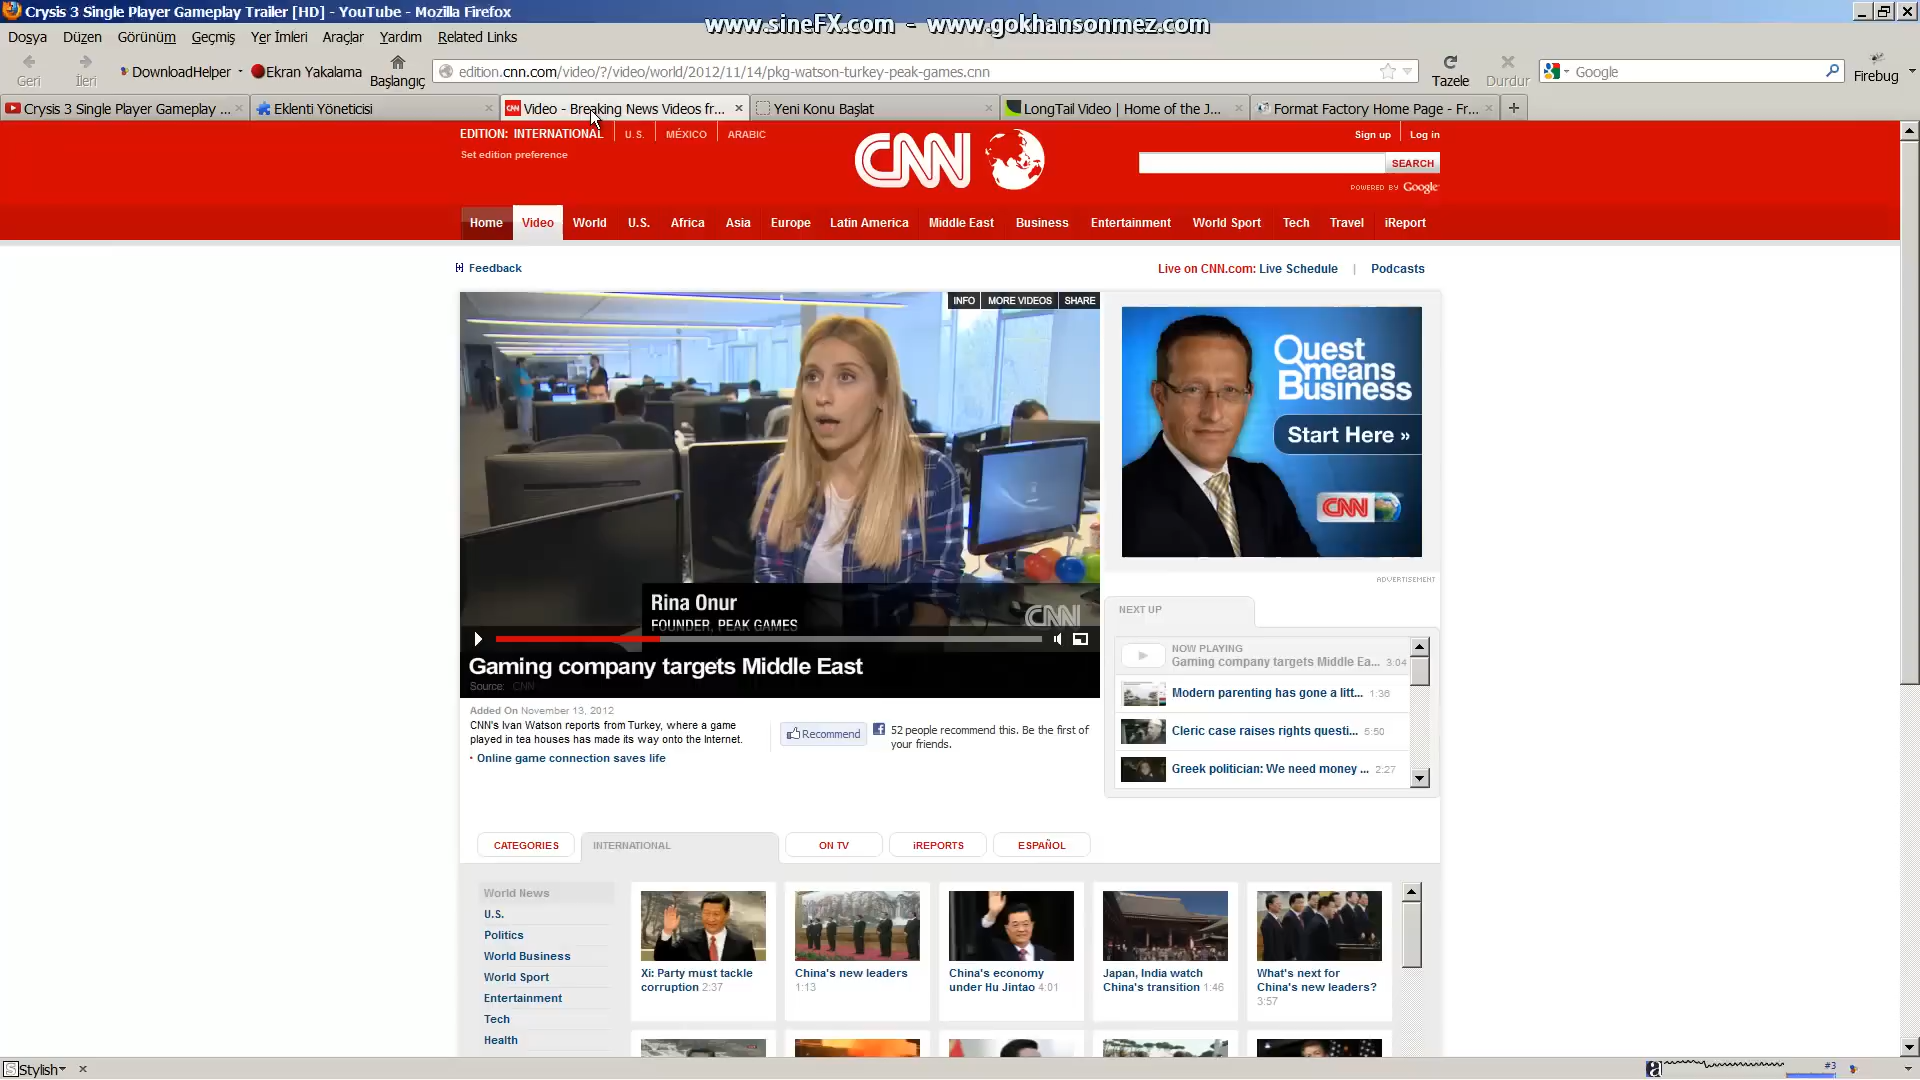 Crysis 3 Single Player Gameplay Trailer [HD] - YouTube - Mozilla Firefox
www.sineFX.com - www.gokhansonmez.com
Dosya Düzen Görünüm Geçmiş Yer İmleri Araçlar Yardım Related Links
Geri İleri DownloadHelper Ekran Yakalama Başlangıç edition.cnn.com/video/?/video/world/2012/11/14/pkg-watson-turkey-peak-games.cnn Tazele Durdur Google Firebug
Crysis 3 Single Player Gameplay ... Eklenti Yöneticisi Video - Breaking News Videos fr... Yeni Konu Başlat LongTail Video | Home of the J... Format Factory Home Page - Fr...
EDITION: INTERNATIONAL U.S. MÉXICO ARABIC
Set edition preference
CNN
Sign up Log in
SEARCH
POWERED BY Google
Home Video World U.S. Africa Asia Europe Latin America Middle East Business Entertainment World Sport Tech Travel iReport
Feedback
Live on CNN.com: Live Schedule | Podcasts
INFO MORE VIDEOS SHARE
Rina Onur
FOUNDER, PEAK GAMES
CNN
Gaming company targets Middle East
Source: CNN
Quest
means
Business
Start Here »
CNN
ADVERTISEMENT
NEXT UP
NOW PLAYING
Gaming company targets Middle Ea... 3:04
Modern parenting has gone a litt... 1:36
Cleric case raises rights questi... 5:50
Greek politician: We need money ... 2:27
Added On November 13, 2012
CNN's Ivan Watson reports from Turkey, where a game
played in tea houses has made its way onto the Internet.
Online game connection saves life
Recommend
52 people recommend this. Be the first of
your friends.
CATEGORIES INTERNATIONAL ON TV iREPORTS ESPAÑOL
World News
U.S.
Politics
World Business
World Sport
Entertainment
Tech
Health
Xi: Party must tackle
corruption 2:37
China's new leaders
1:13
China's economy
under Hu Jintao 4:01
Japan, India watch
China's transition 1:46
What's next for
China's new leaders?
3:57
Stylish
#3